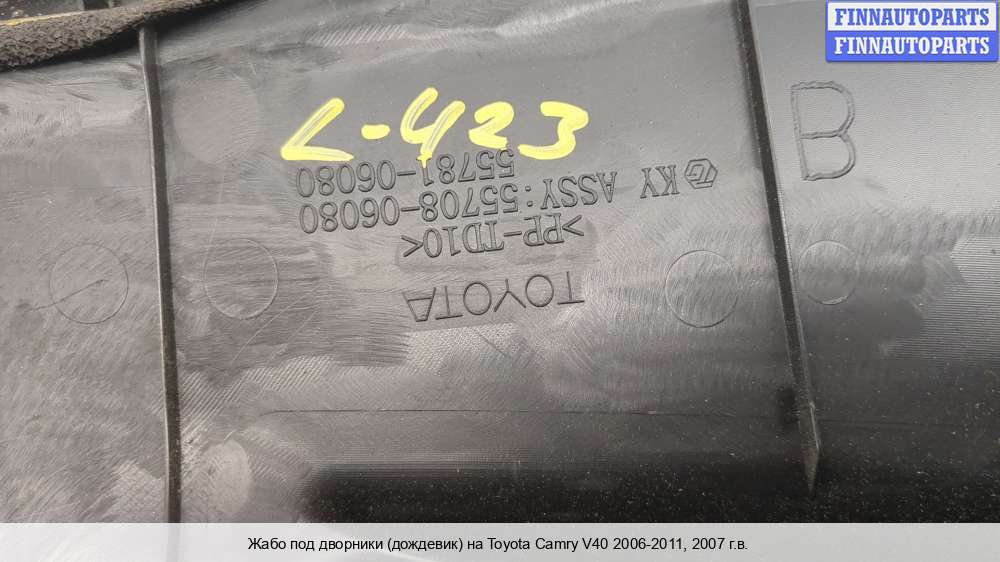 FINNAUTOPARTS
FINNAUTOPARTS
B
L-423
TOYOTA
>PP-TD10<
KY ASSY:55708-06080
55781-06080
Жабо под дворники (дождевик) на Toyota Camry V40 2006-2011, 2007 г.в.